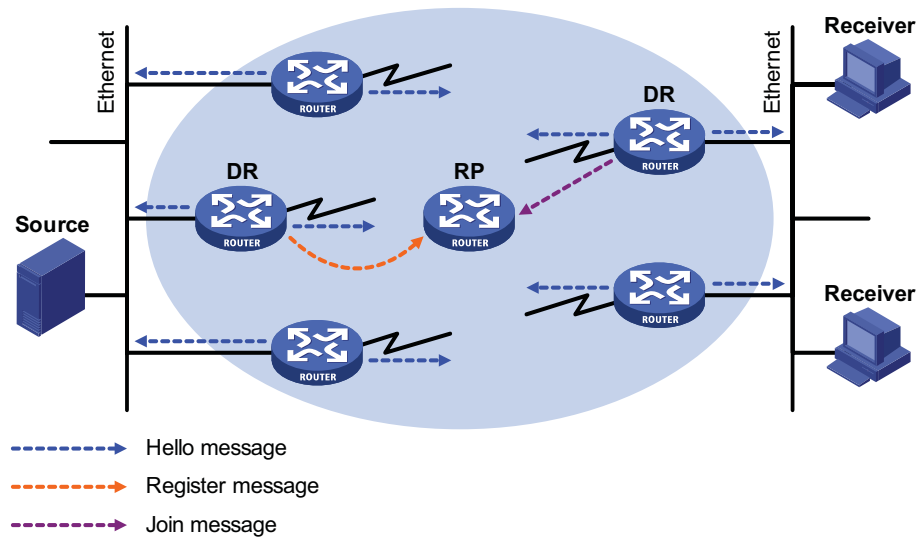 Ethernet
ROUTER
DR
ROUTER
Source
ROUTER
RP
ROUTER
DR
ROUTER
Ethernet
Receiver
ROUTER
Receiver
Hello message
Register message
Join message